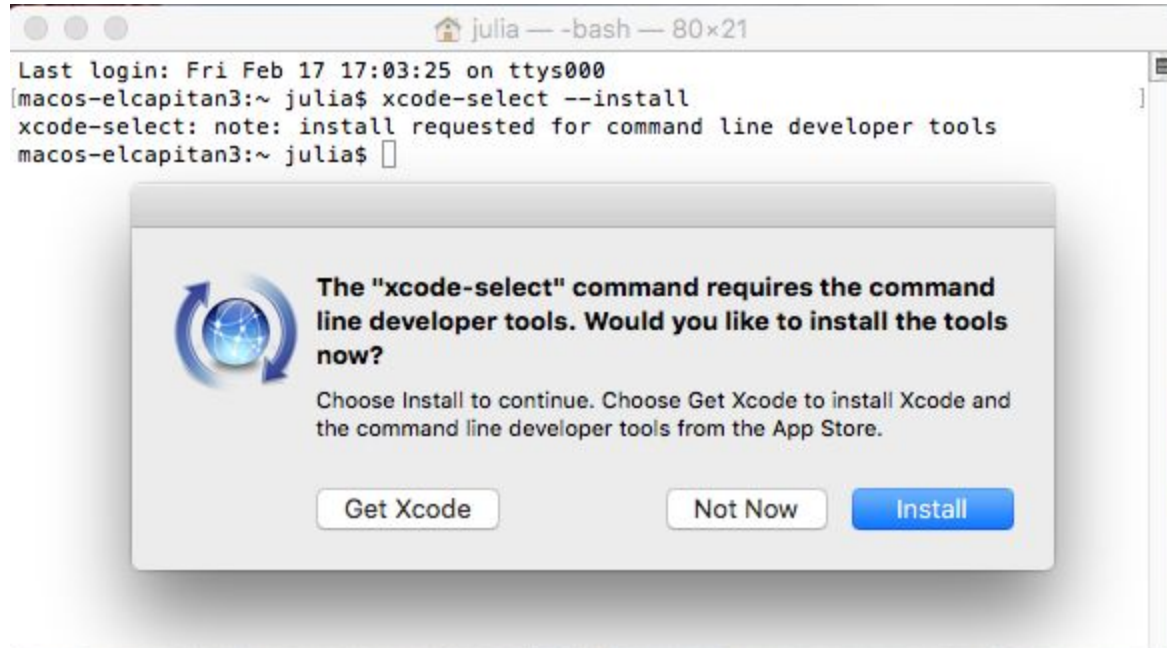 julia — -bash — 80×21
Last login: Fri Feb 17 17:03:25 on ttys000
[macos-elcapitan3:~ julia$ xcode-select --install ]
xcode-select: note: install requested for command line developer tools
macos-elcapitan3:~ julia$
The "xcode-select" command requires the command
line developer tools. Would you like to install the tools
now?
Choose Install to continue. Choose Get Xcode to install Xcode and
the command line developer tools from the App Store.
Get Xcode Not Now Install